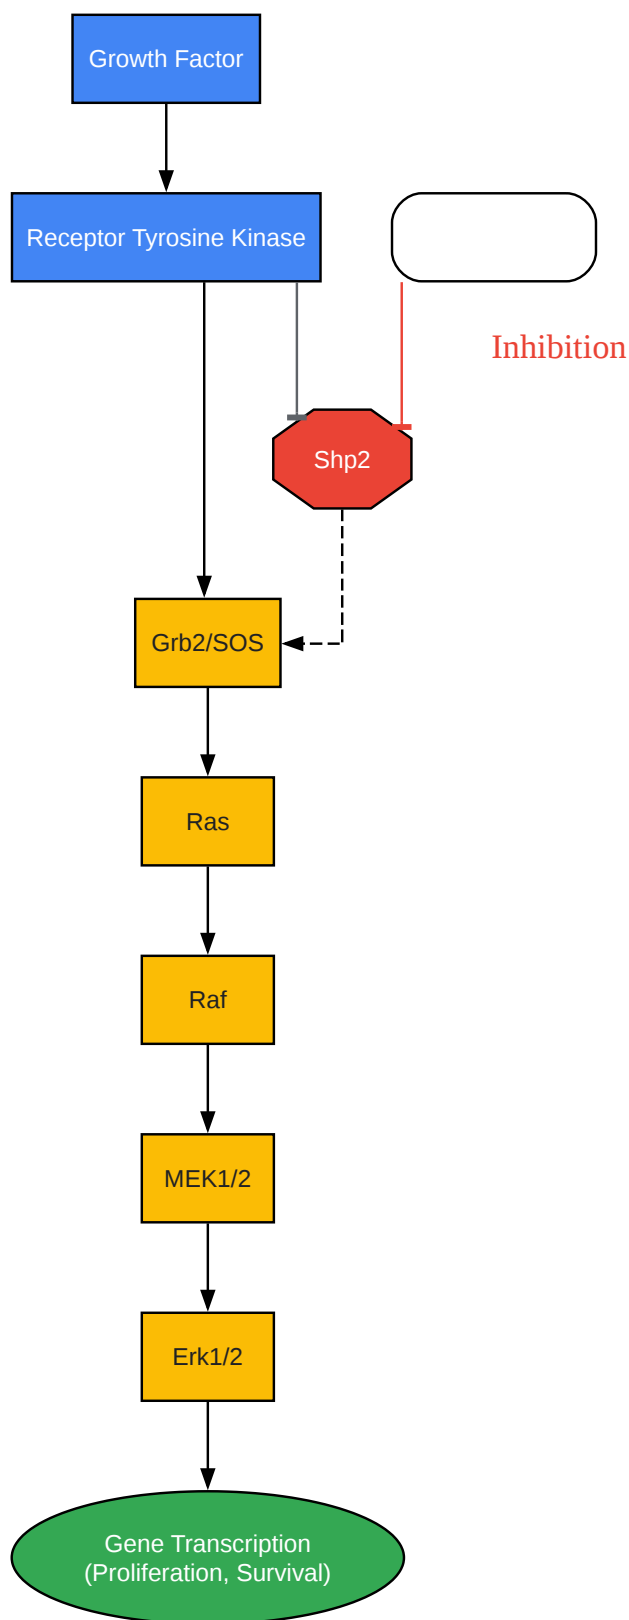 Growth Factor
Receptor Tyrosine Kinase
Inhibition
Shp2
Grb2/SOS
Ras
Raf
MEK1/2
Erk1/2
Gene Transcription
(Proliferation, Survival)